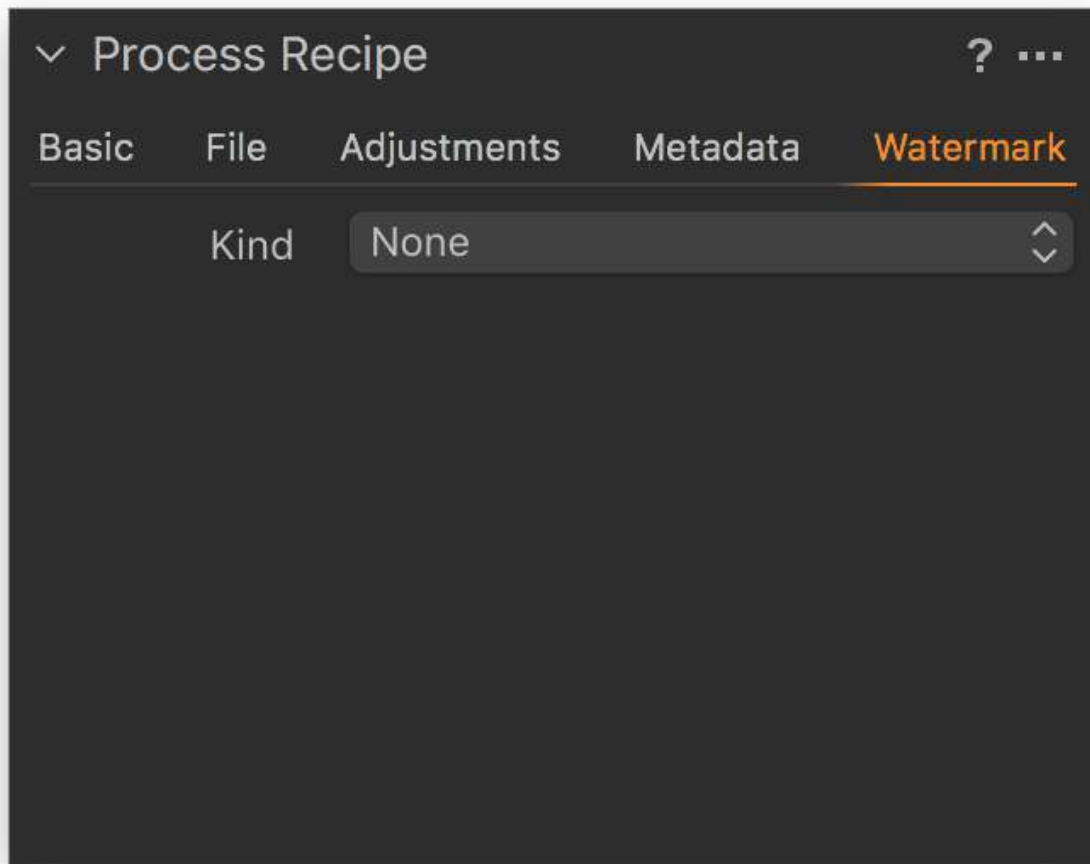 Process Recipe ? ...
Basic File Adjustments Metadata Watermark
Kind None